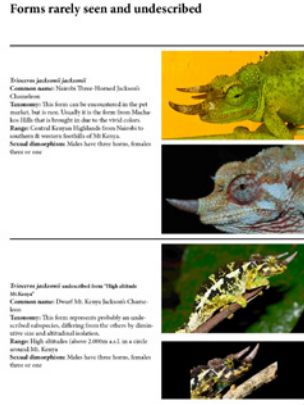 Forms rarely seen and undescribed
Trioceros jacksonii jacksonii
Common name: Nairobi Three-Horned Jackson's
Chameleon
Taxonomy: This form can be encountered in the pet
market, but is rare. Usually it is the form from Macha-
kos Hills that is brought in due to the vivid colors.
Range: Central Kenyan Highlands from Nairobi to
southern & western foothills of Mt Kenya.
Sexual dimorphism: Males have three horns, females
three or one
Trioceros jacksonii undescribed from "High altitude
Mt Kenya"
Common name: Dwarf Mt. Kenya Jackson's Chame-
leon
Taxonomy: This form represents probably an unde-
scribed subspecies, differing from the others by dimin-
utive size and altitudinal isolation.
Range: High altitudes (above 2.000m a.s.l. in a circle
around Mt. Kenya
Sexual dimorphism: Males have three horns, females
three or one